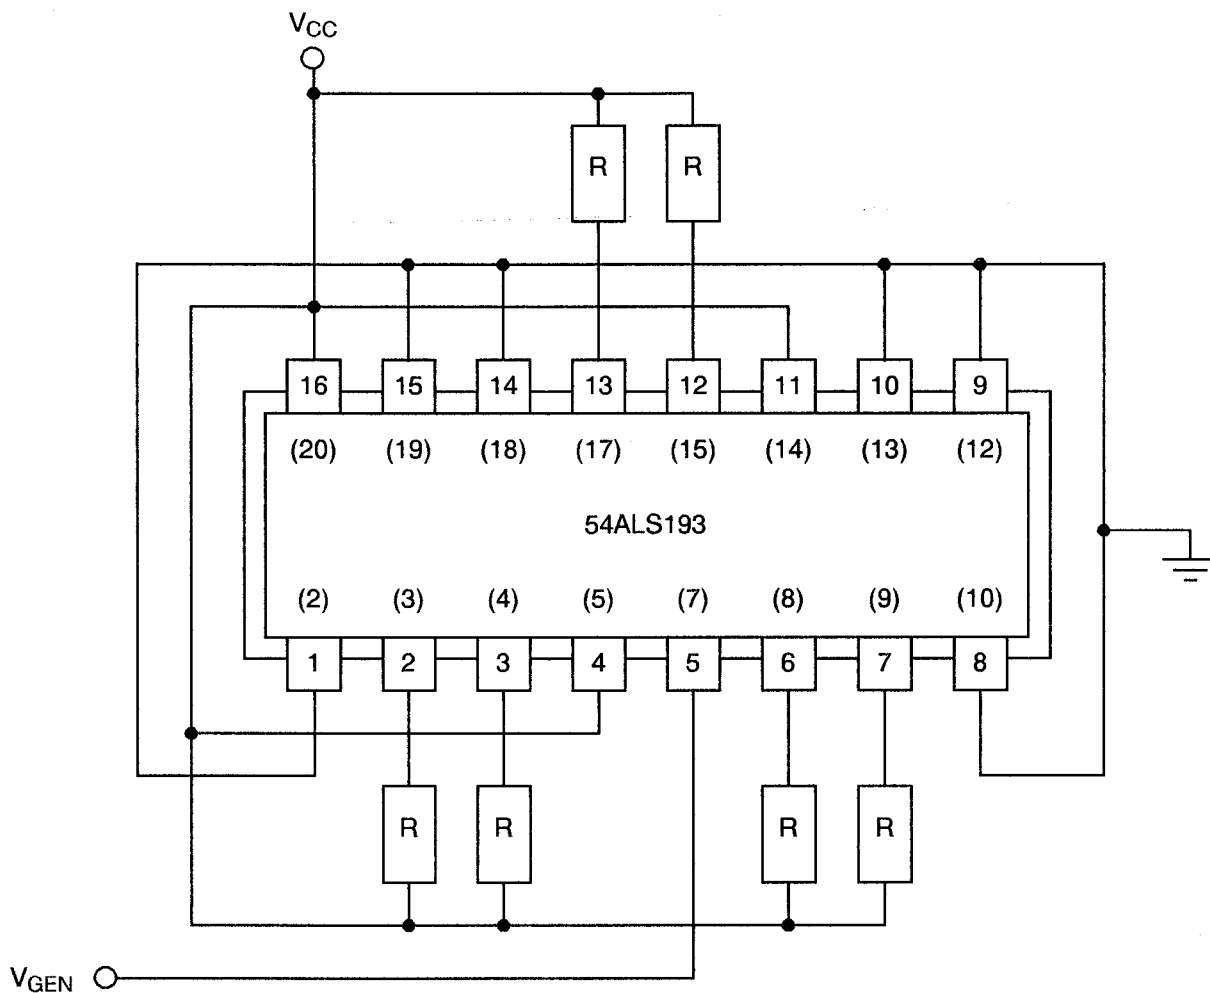 VCC
R R
16 15 14 13 12 11 10 9
(20) (19) (18) (17) (15) (14) (13) (12)
54ALS193
(2) (3) (4) (5) (7) (8) (9) (10)
1 2 3 4 5 6 7 8
R R R R
VGEN